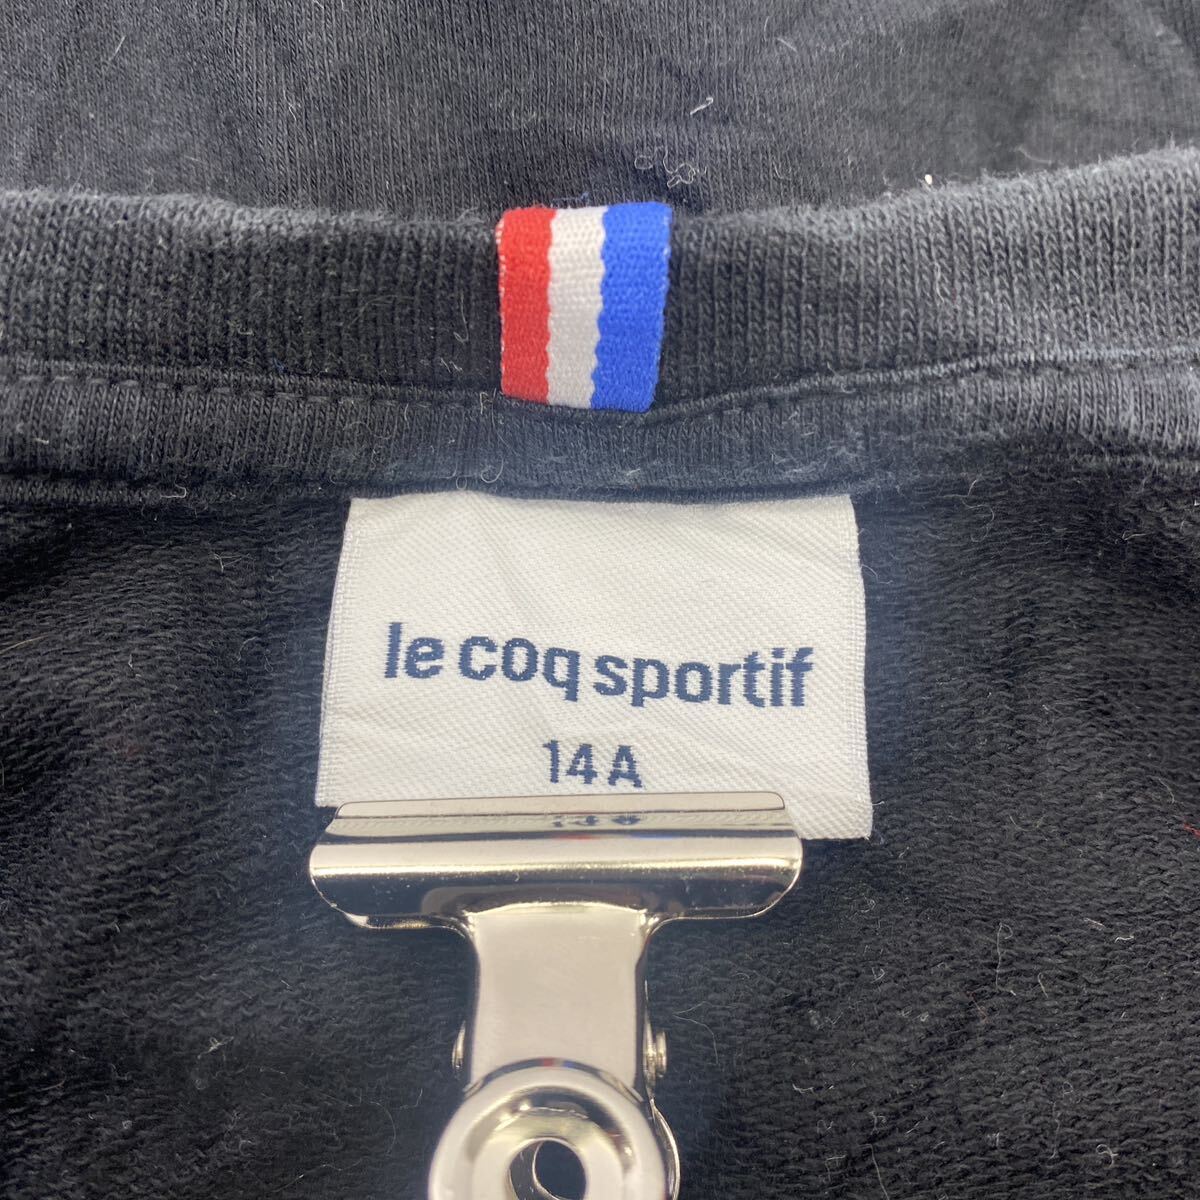 le coq sportif
14A